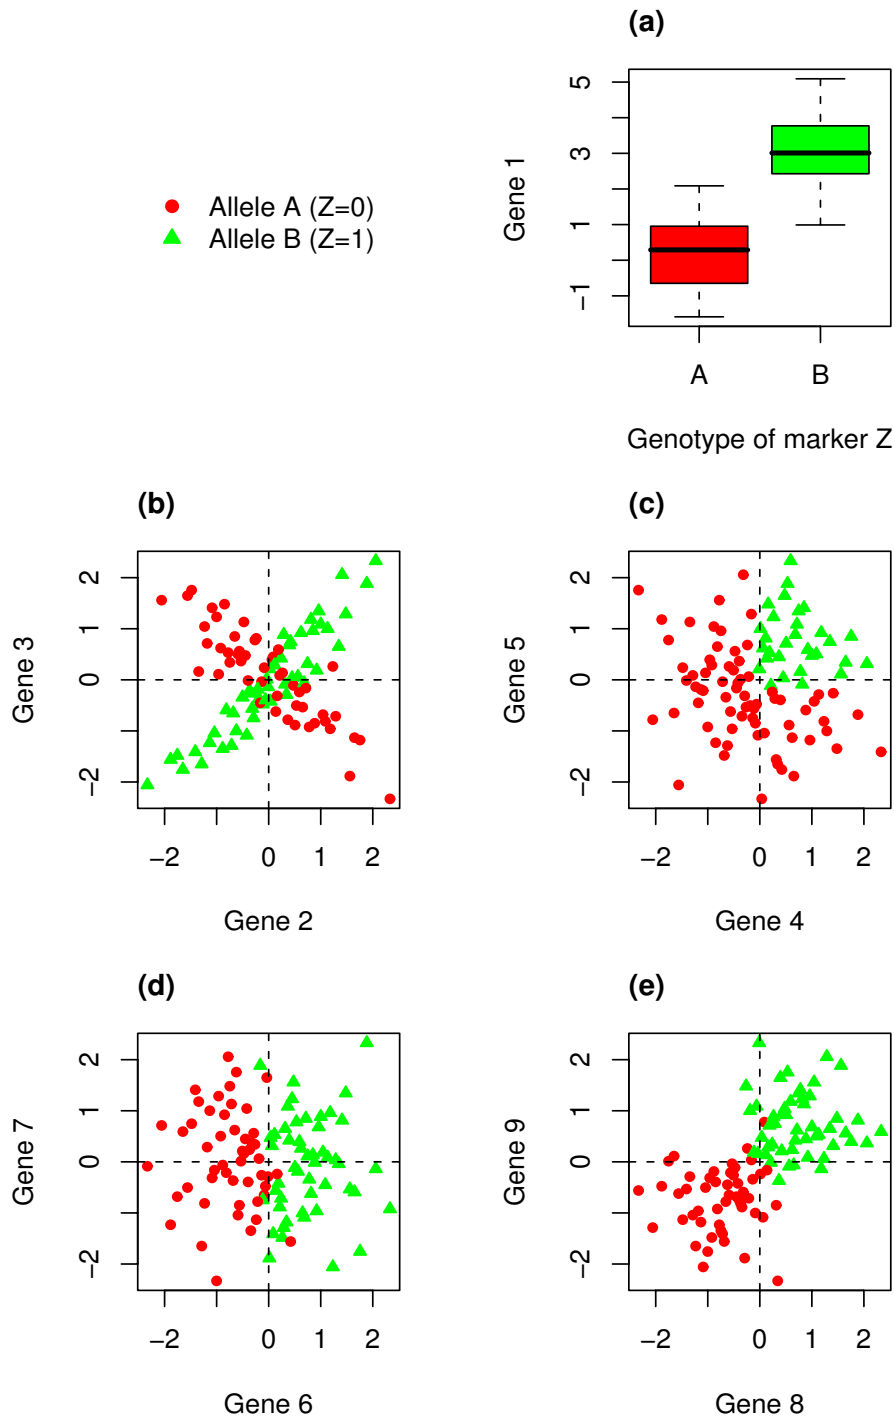 (a)
Gene 1
5
3
1
−1
A
B
Genotype of marker Z
Allele A (Z=0)
Allele B (Z=1)
(b)
Gene 3
2
1
0
−2
−2
0
1
2
Gene 2
(c)
Gene 5
2
1
0
−2
−2
0
1
2
Gene 4
(d)
Gene 7
2
1
0
−2
−2
0
1
2
Gene 6
(e)
Gene 9
2
1
0
−2
−2
0
1
2
Gene 8